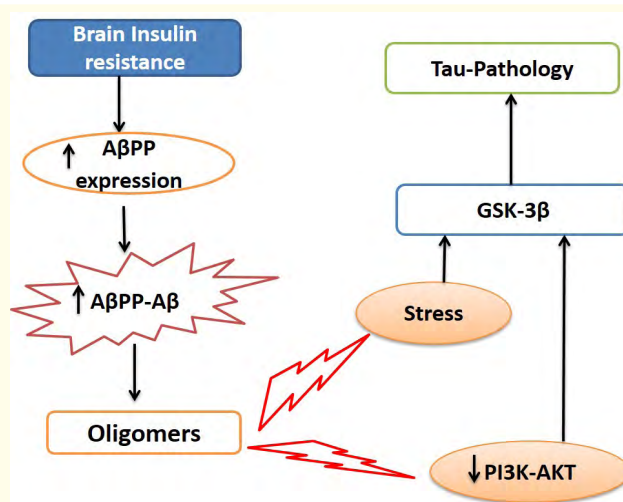 Brain Insulin
resistance
↑ AβPP
expression
↑ AβPP-Aβ
Oligomers
Tau-Pathology
GSK-3β
Stress
↓ PI3K-AKT